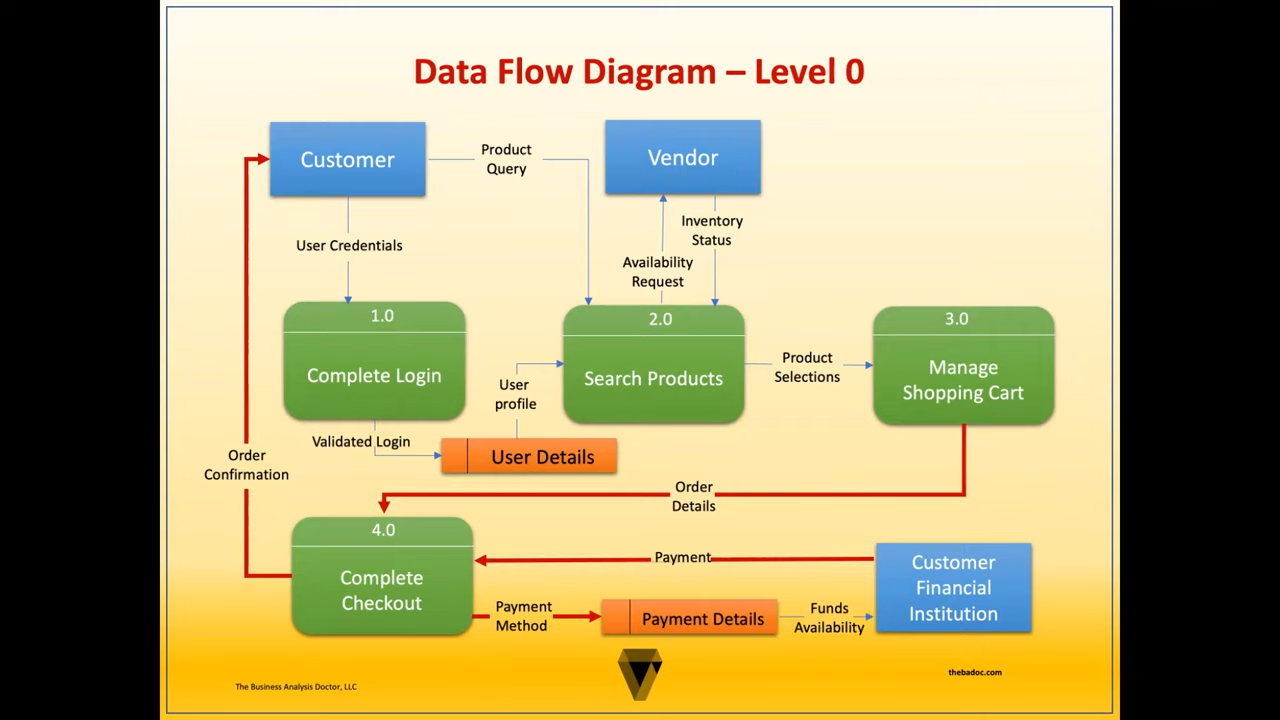 Data Flow Diagram – Level 0
Customer
Product
Query
Vendor
User Credentials
Inventory
Status
Availability
Request
1.0
Complete Login
2.0
Search Products
3.0
Manage
Shopping Cart
Product
Selections
User
profile
Validated Login
User Details
Order
Confirmation
Order
Details
4.0
Complete
Checkout
Payment
Customer
Financial
Institution
Payment
Method
Payment Details
Funds
Availability
The Business Analysis Doctor, LLC
thebadoc.com